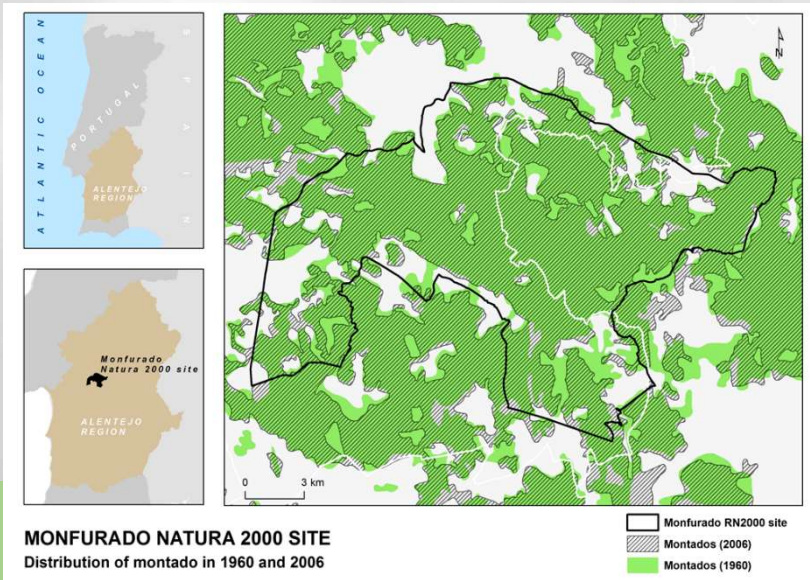 ATLANTIC OCEAN
PORTUGAL
SPAIN
ALENTEJO
REGION
Monfurado
Natura 2000 site
ALENTEJO
REGION
N
0 3 km
MONFURADO NATURA 2000 SITE
Distribution of montado in 1960 and 2006
Monfurado RN2000 site
Montados (2006)
Montados (1960)